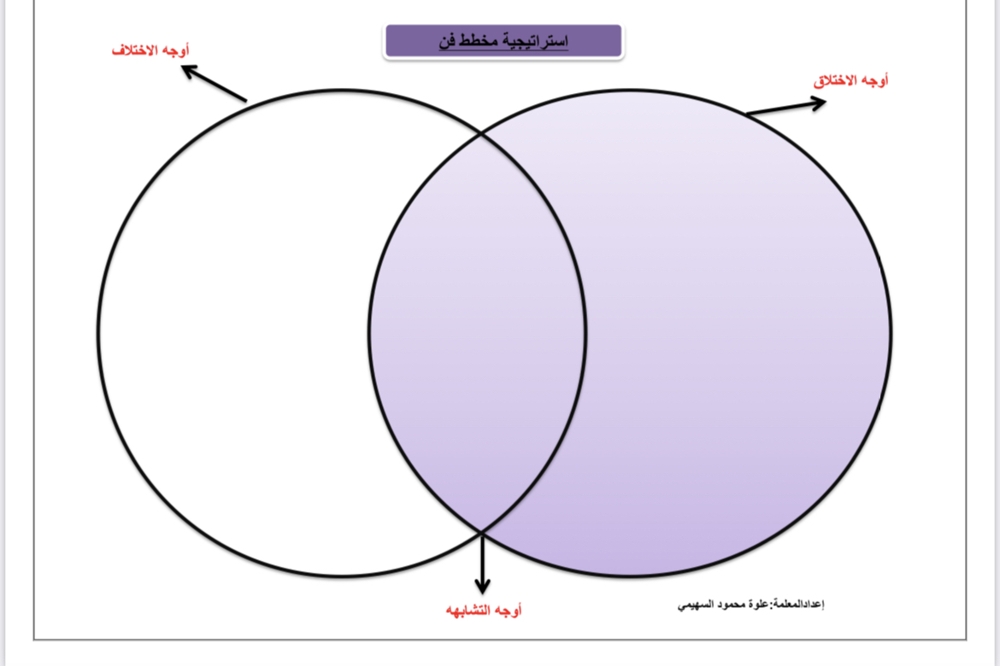 استراتيجية مخطط فن
أوجه الاختلاق
أوجه الاختلاف
أوجه التشابهه
إعدادالمعلمة:علوة محمود السهيمي